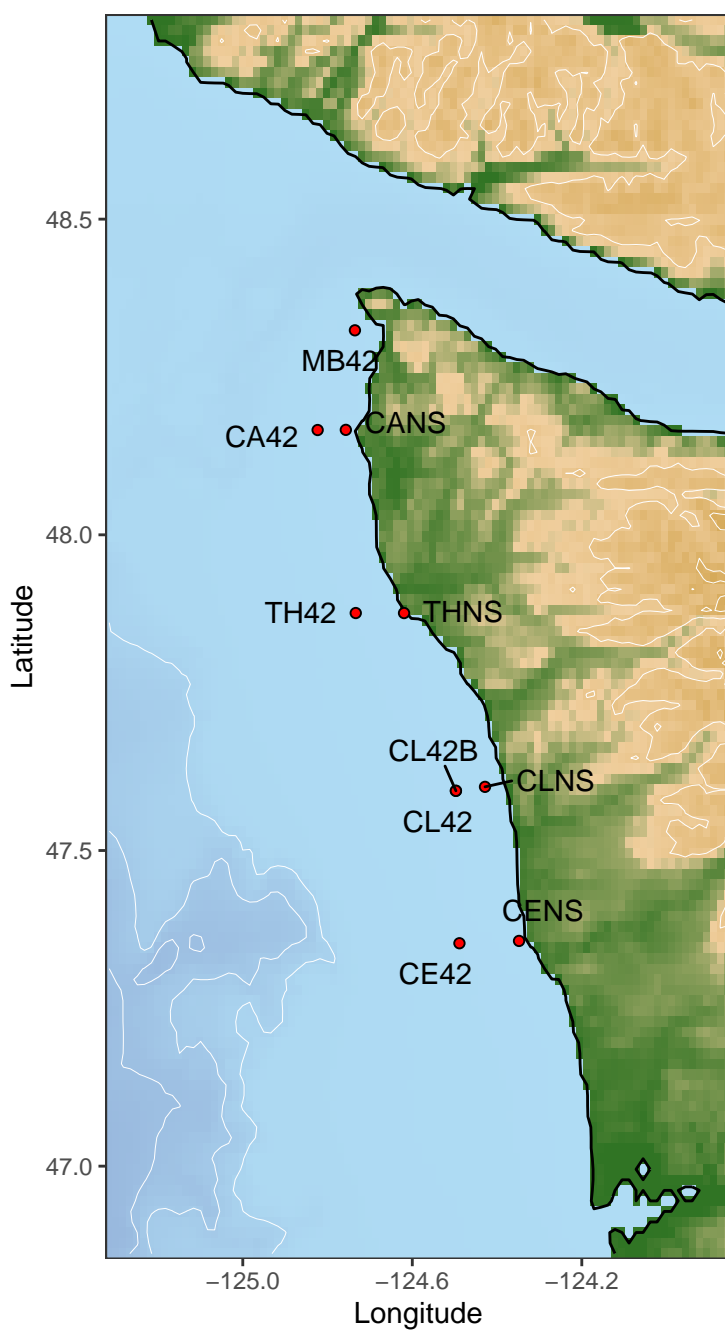 48.5
MB42
CANS
CA42
48.0
TH42
THNS
Latitude
CL42B
CLNS
CL42
47.5
CENS
CE42
47.0
−125.0
−124.6
−124.2
Longitude